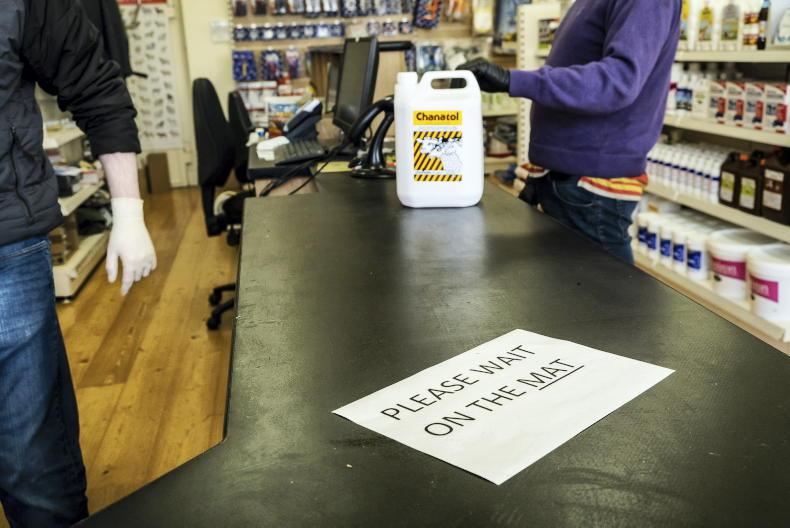 Chanatol
PLEASE WAIT
ON THE MAT